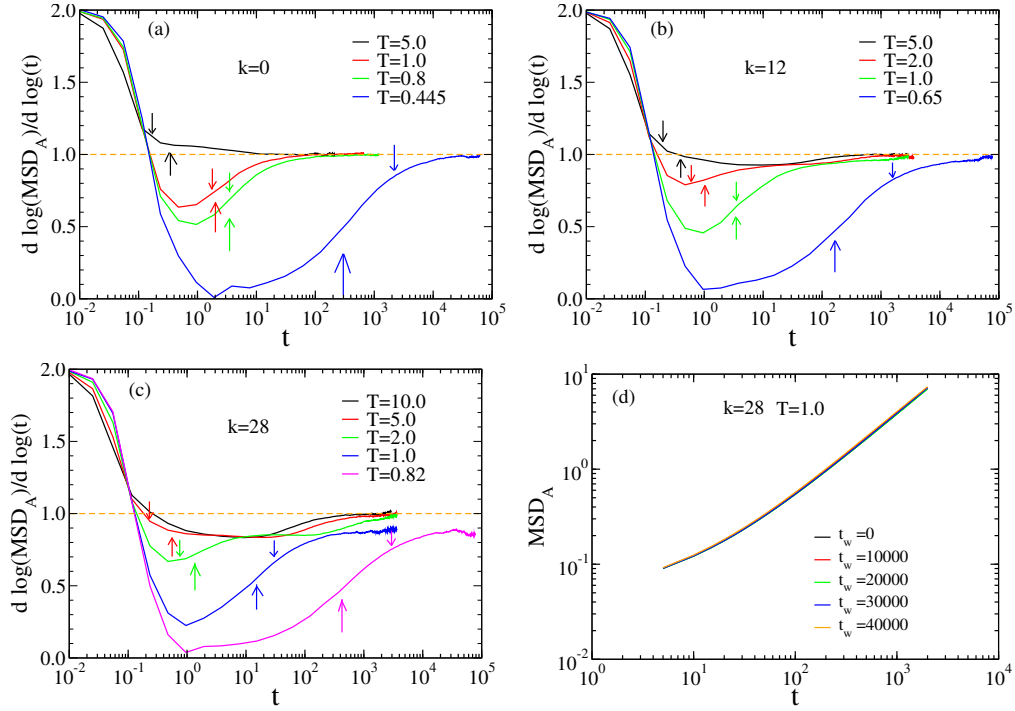 (a)
k=0
T=5.0
T=1.0
T=0.8
T=0.445
d log(MSD_A)/d log(t)
2.0
1.5
1.0
0.5
0.0
10^-2 10^-1 10^0 10^1 10^2 10^3 10^4 10^5
t
(b)
k=12
T=5.0
T=2.0
T=1.0
T=0.65
d log(MSD_A)/d log(t)
2.0
1.5
1.0
0.5
0.0
10^-2 10^-1 10^0 10^1 10^2 10^3 10^4 10^5
t
(c)
k=28
T=10.0
T=5.0
T=2.0
T=1.0
T=0.82
d log(MSD_A)/d log(t)
2.0
1.5
1.0
0.5
0.0
10^-2 10^-1 10^0 10^1 10^2 10^3 10^4 10^5
t
(d)
k=28 T=1.0
MSD_A
10^1
10^0
10^-1
10^-2
t_w =0
t_w =10000
t_w =20000
t_w =30000
t_w =40000
10^0 10^1 10^2 10^3 10^4
t